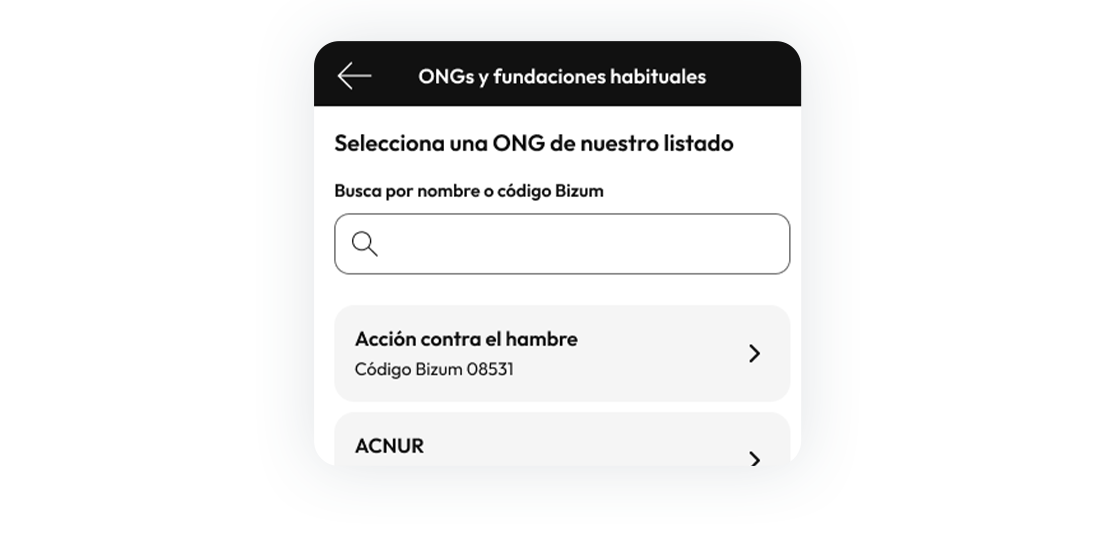 ONGs y fundaciones habituales
Selecciona una ONG de nuestro listado
Busca por nombre o código Bizum
Acción contra el hambre
Código Bizum 08531
ACNUR